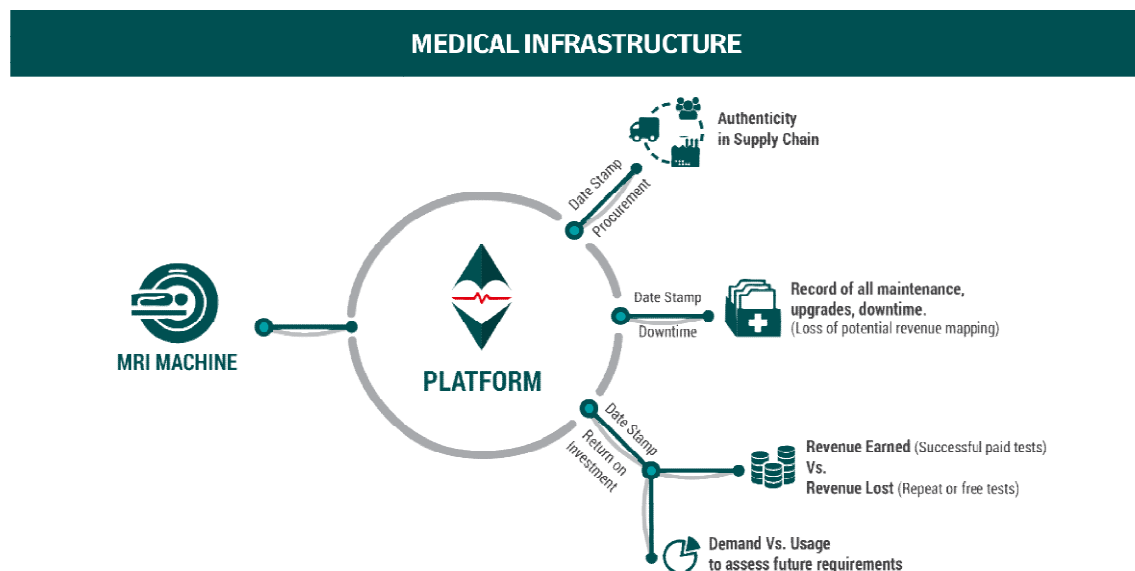 MEDICAL INFRASTRUCTURE
Authenticity
in Supply Chain
Date Stamp
Procurement
MRI MACHINE
PLATFORM
Date Stamp
Downtime
Record of all maintenance,
upgrades, downtime.
(Loss of potential revenue mapping)
Date Stamp
Return on
Investment
Revenue Earned (Successful paid tests)
Vs.
Revenue Lost (Repeat or free tests)
Demand Vs. Usage
to assess future requirements